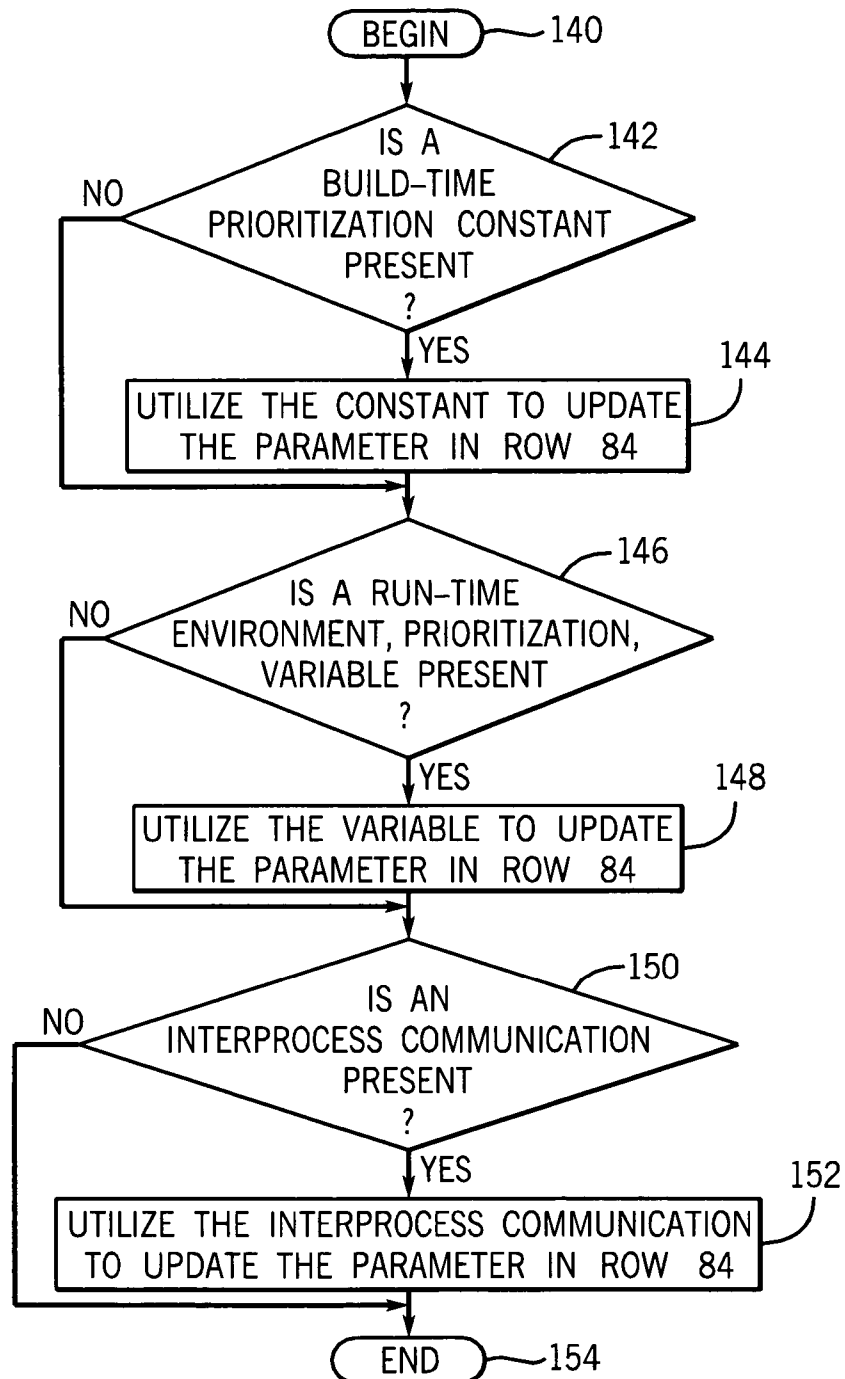 BEGIN
140
IS A
BUILD-TIME
PRIORITIZATION CONSTANT
PRESENT
?
142
NO
YES
144
UTILIZE THE CONSTANT TO UPDATE
THE PARAMETER IN ROW 84
146
IS A RUN-TIME
ENVIRONMENT, PRIORITIZATION,
VARIABLE PRESENT
?
NO
YES
148
UTILIZE THE VARIABLE TO UPDATE
THE PARAMETER IN ROW 84
150
IS AN
INTERPROCESS COMMUNICATION
PRESENT
?
NO
YES
152
UTILIZE THE INTERPROCESS COMMUNICATION
TO UPDATE THE PARAMETER IN ROW 84
END
154